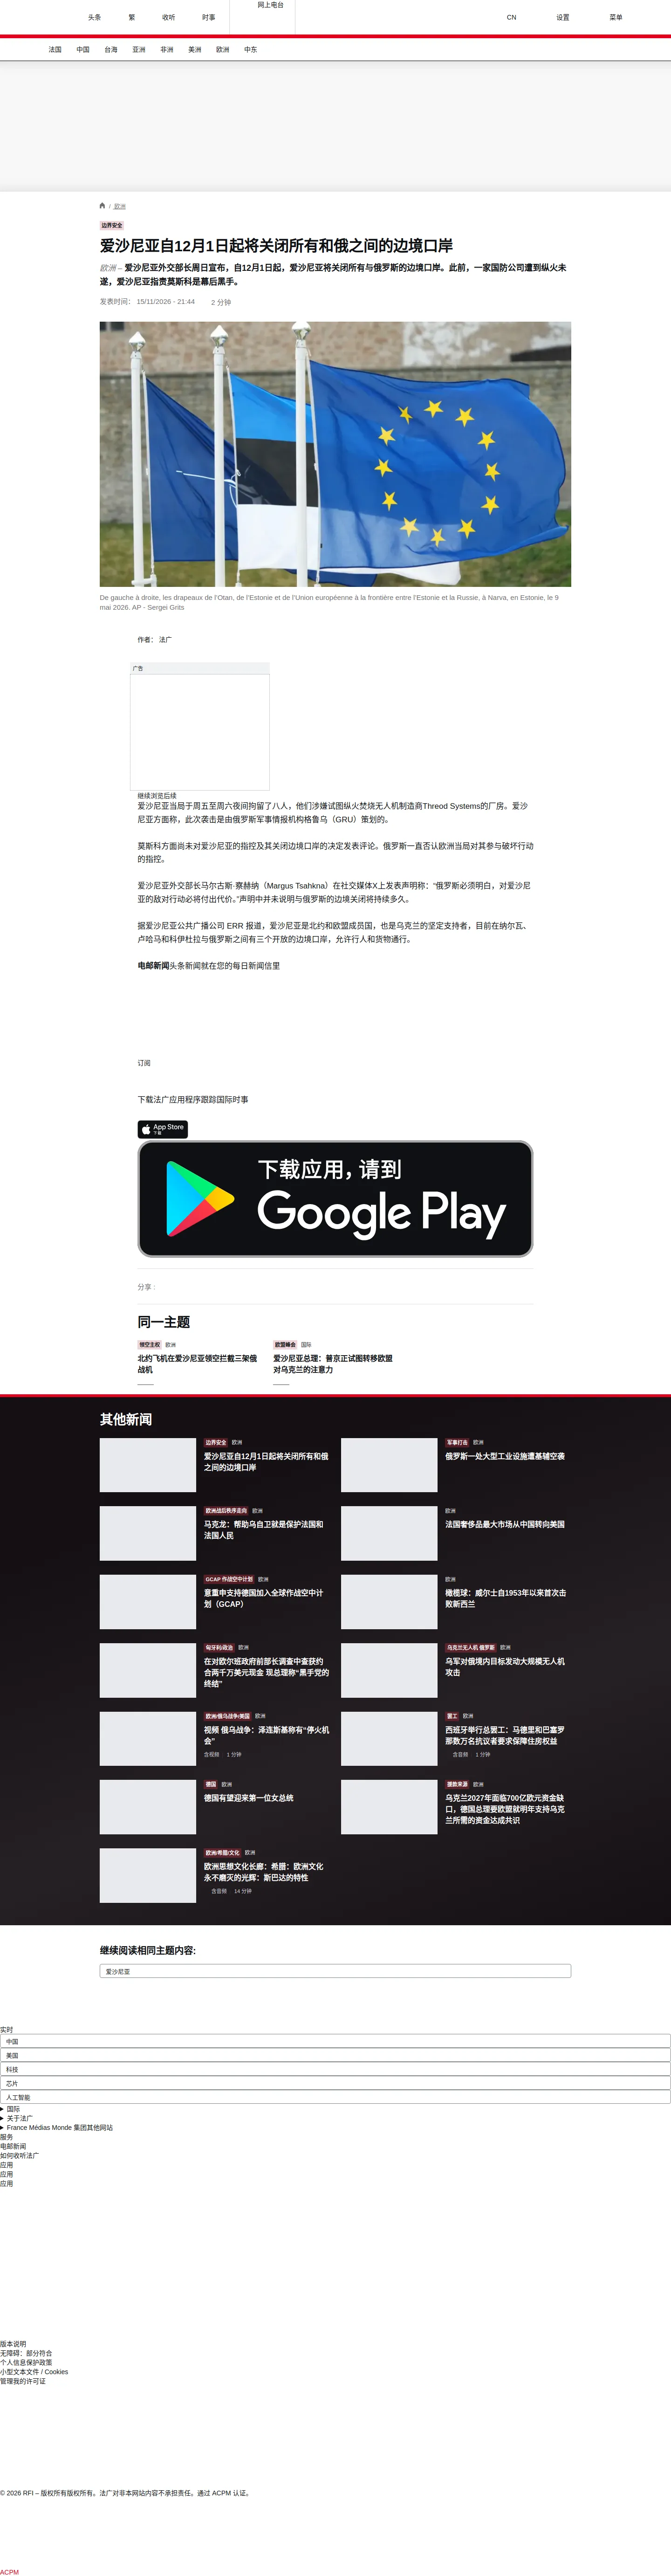 网上电台
头条
繁
收听
时事
CN
设置
菜单
法国
中国
台海
亚洲
非洲
美洲
欧洲
中东
/ 欧洲
边界安全
爱沙尼亚自12月1日起将关闭所有和俄之间的边境口岸
欧洲 – 爱沙尼亚外交部长周日宣布，自12月1日起，爱沙尼亚将关闭所有与俄罗斯的边境口岸。此前，一家国防公司遭到纵火未
遂，爱沙尼亚指责莫斯科是幕后黑手。
发表时间： 15/11/2026 - 21:44
2 分钟
De gauche à droite, les drapeaux de l’Otan, de l’Estonie et de l’Union européenne à la frontière entre l’Estonie et la Russie, à Narva, en Estonie, le 9
mai 2026. AP - Sergei Grits
作者： 法广
广告
继续浏览后续
爱沙尼亚当局于周五至周六夜间拘留了八人，他们涉嫌试图纵火焚烧无人机制造商Threod Systems的厂房。爱沙
尼亚方面称，此次袭击是由俄罗斯军事情报机构格鲁乌（GRU）策划的。
莫斯科方面尚未对爱沙尼亚的指控及其关闭边境口岸的决定发表评论。俄罗斯一直否认欧洲当局对其参与破坏行动
的指控。
爱沙尼亚外交部长马尔古斯·察赫纳（Margus Tsahkna）在社交媒体X上发表声明称：“俄罗斯必须明白，对爱沙尼
亚的敌对行动必将付出代价。”声明中并未说明与俄罗斯的边境关闭将持续多久。
据爱沙尼亚公共广播公司 ERR 报道，爱沙尼亚是北约和欧盟成员国，也是乌克兰的坚定支持者，目前在纳尔瓦、
卢哈马和科伊杜拉与俄罗斯之间有三个开放的边境口岸，允许行人和货物通行。
电邮新闻头条新闻就在您的每日新闻信里
订阅
下载法广应用程序跟踪国际时事
App Store
下载
下载应用，请到
Google Play
分享 :
同一主题
领空主权 欧洲
北约飞机在爱沙尼亚领空拦截三架俄
战机
欧盟峰会 国际
爱沙尼亚总理：普京正试图转移欧盟
对乌克兰的注意力
其他新闻
边界安全 欧洲
爱沙尼亚自12月1日起将关闭所有和俄
之间的边境口岸
军事打击 欧洲
俄罗斯一处大型工业设施遭基辅空袭
欧洲战后秩序走向 欧洲
马克龙：帮助乌自卫就是保护法国和
法国人民
欧洲
法国奢侈品最大市场从中国转向美国
GCAP 作战空中计划 欧洲
意重申支持德国加入全球作战空中计
划（GCAP）
欧洲
橄榄球：威尔士自1953年以来首次击
败新西兰
匈牙利/政治 欧洲
在对欧尔班政府前部长调查中查获约
合两千万美元现金 现总理称“黑手党的
终结”
乌克兰无人机 俄罗斯 欧洲
乌军对俄境内目标发动大规模无人机
攻击
欧洲/俄乌战争/美国 欧洲
视频 俄乌战争：泽连斯基称有“停火机
会”
含视频 1 分钟
罢工 欧洲
西班牙举行总罢工：马德里和巴塞罗
那数万名抗议者要求保障住房权益
含音频 1 分钟
德国 欧洲
德国有望迎来第一位女总统
援款来源 欧洲
乌克兰2027年面临700亿欧元资金缺
口，德国总理要欧盟就明年支持乌克
兰所需的资金达成共识
欧洲/希腊/文化 欧洲
欧洲思想文化长廊：希腊：欧洲文化
永不磨灭的光辉：斯巴达的特性
含音频 14 分钟
继续阅读相同主题内容:
爱沙尼亚
实时
中国
美国
科技
芯片
人工智能
国际
关于法广
France Médias Monde 集团其他网站
服务
电邮新闻
如何收听法广
应用
应用
应用
版本说明
无障碍：部分符合
个人信息保护政策
小型文本文件 / Cookies
管理我的许可证
© 2026 RFI – 版权所有版权所有。法广对非本网站内容不承担责任。通过 ACPM 认证。
ACPM